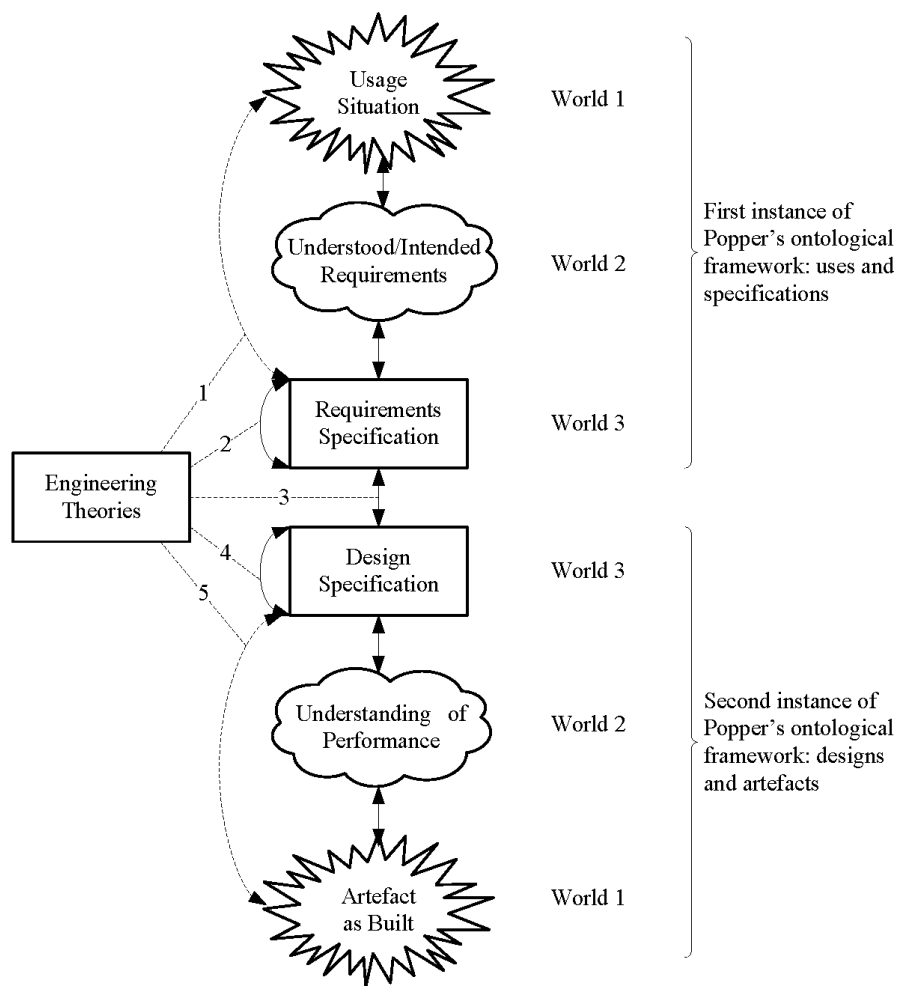 Usage
Situation
World 1
Understood/Intended
Requirements
World 2
First instance of
Popper's ontological
framework: uses and
specifications
1
2
Requirements
Specification
World 3
Engineering
Theories
3
4
5
Design
Specification
World 3
Understanding of
Performance
World 2
Second instance of
Popper's ontological
framework: designs
and artefacts
Artefact
as Built
World 1